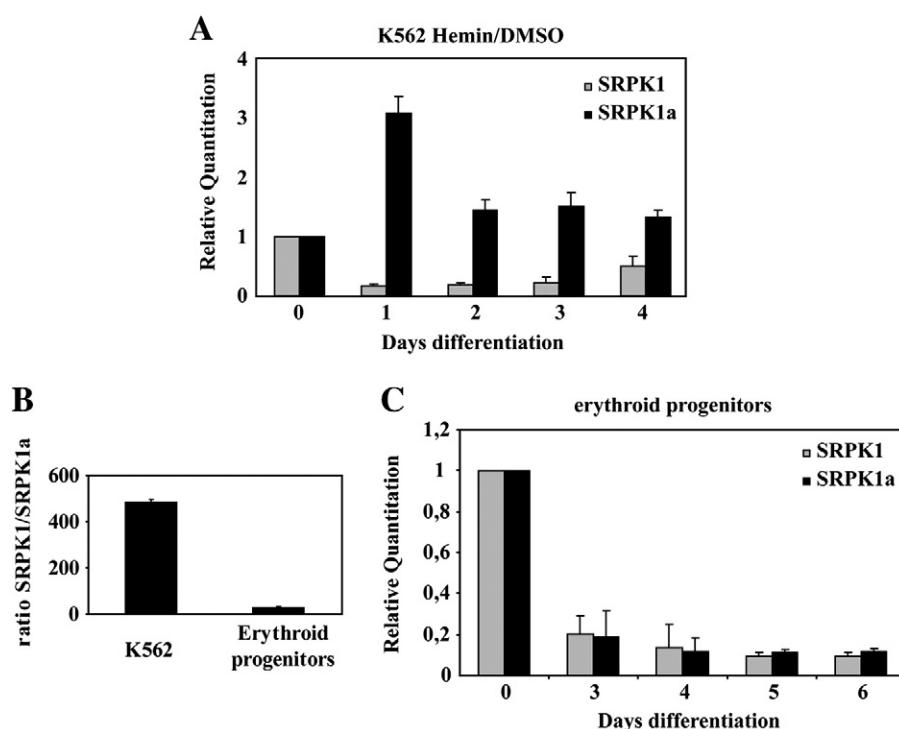 A
K562 Hemin/DMSO
4
3
2
1
0
Relative Quantitation
SRPK1
SRPK1a
0 1 2 3 4
Days differentiation
B
600
400
200
0
ratio SRPK1/SRPK1a
K562
Erythroid
progenitors
C
erythroid progenitors
1,2
1
0,8
0,6
0,4
0,2
0
Relative Quantitation
SRPK1
SRPK1a
0 3 4 5 6
Days differentiation